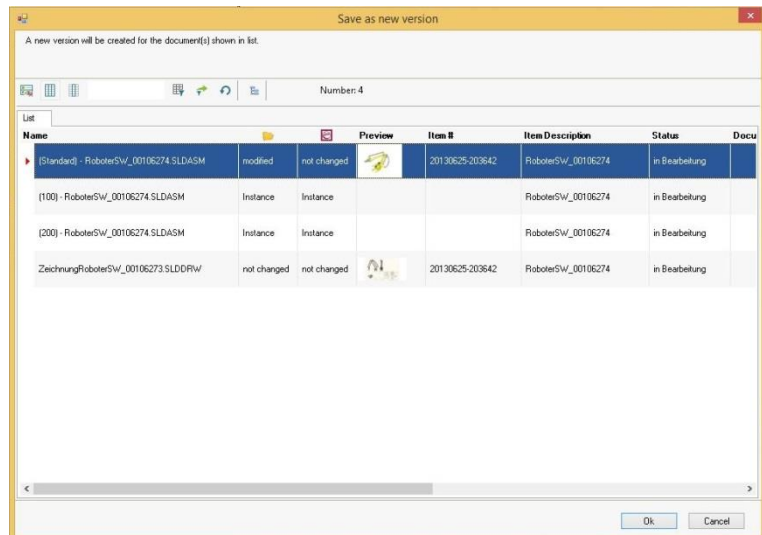 Save as new version
A new version will be created for the document(s) shown in list.
Number: 4
List
Name Preview Item # Item Description Status Docu
(Standard) - RoboterSW_00106274.SLDASM modified not changed 20130625-203642 RoboterSW_00106274 in Bearbeitung
(100) - RoboterSW_00106274.SLDASM Instance Instance RoboterSW_00106274 in Bearbeitung
(200) - RoboterSW_00106274.SLDASM Instance Instance RoboterSW_00106274 in Bearbeitung
ZeichnungRoboterSW_00106273.SLDDRW not changed not changed 20130625-203642 RoboterSW_00106274 in Bearbeitung
Ok Cancel